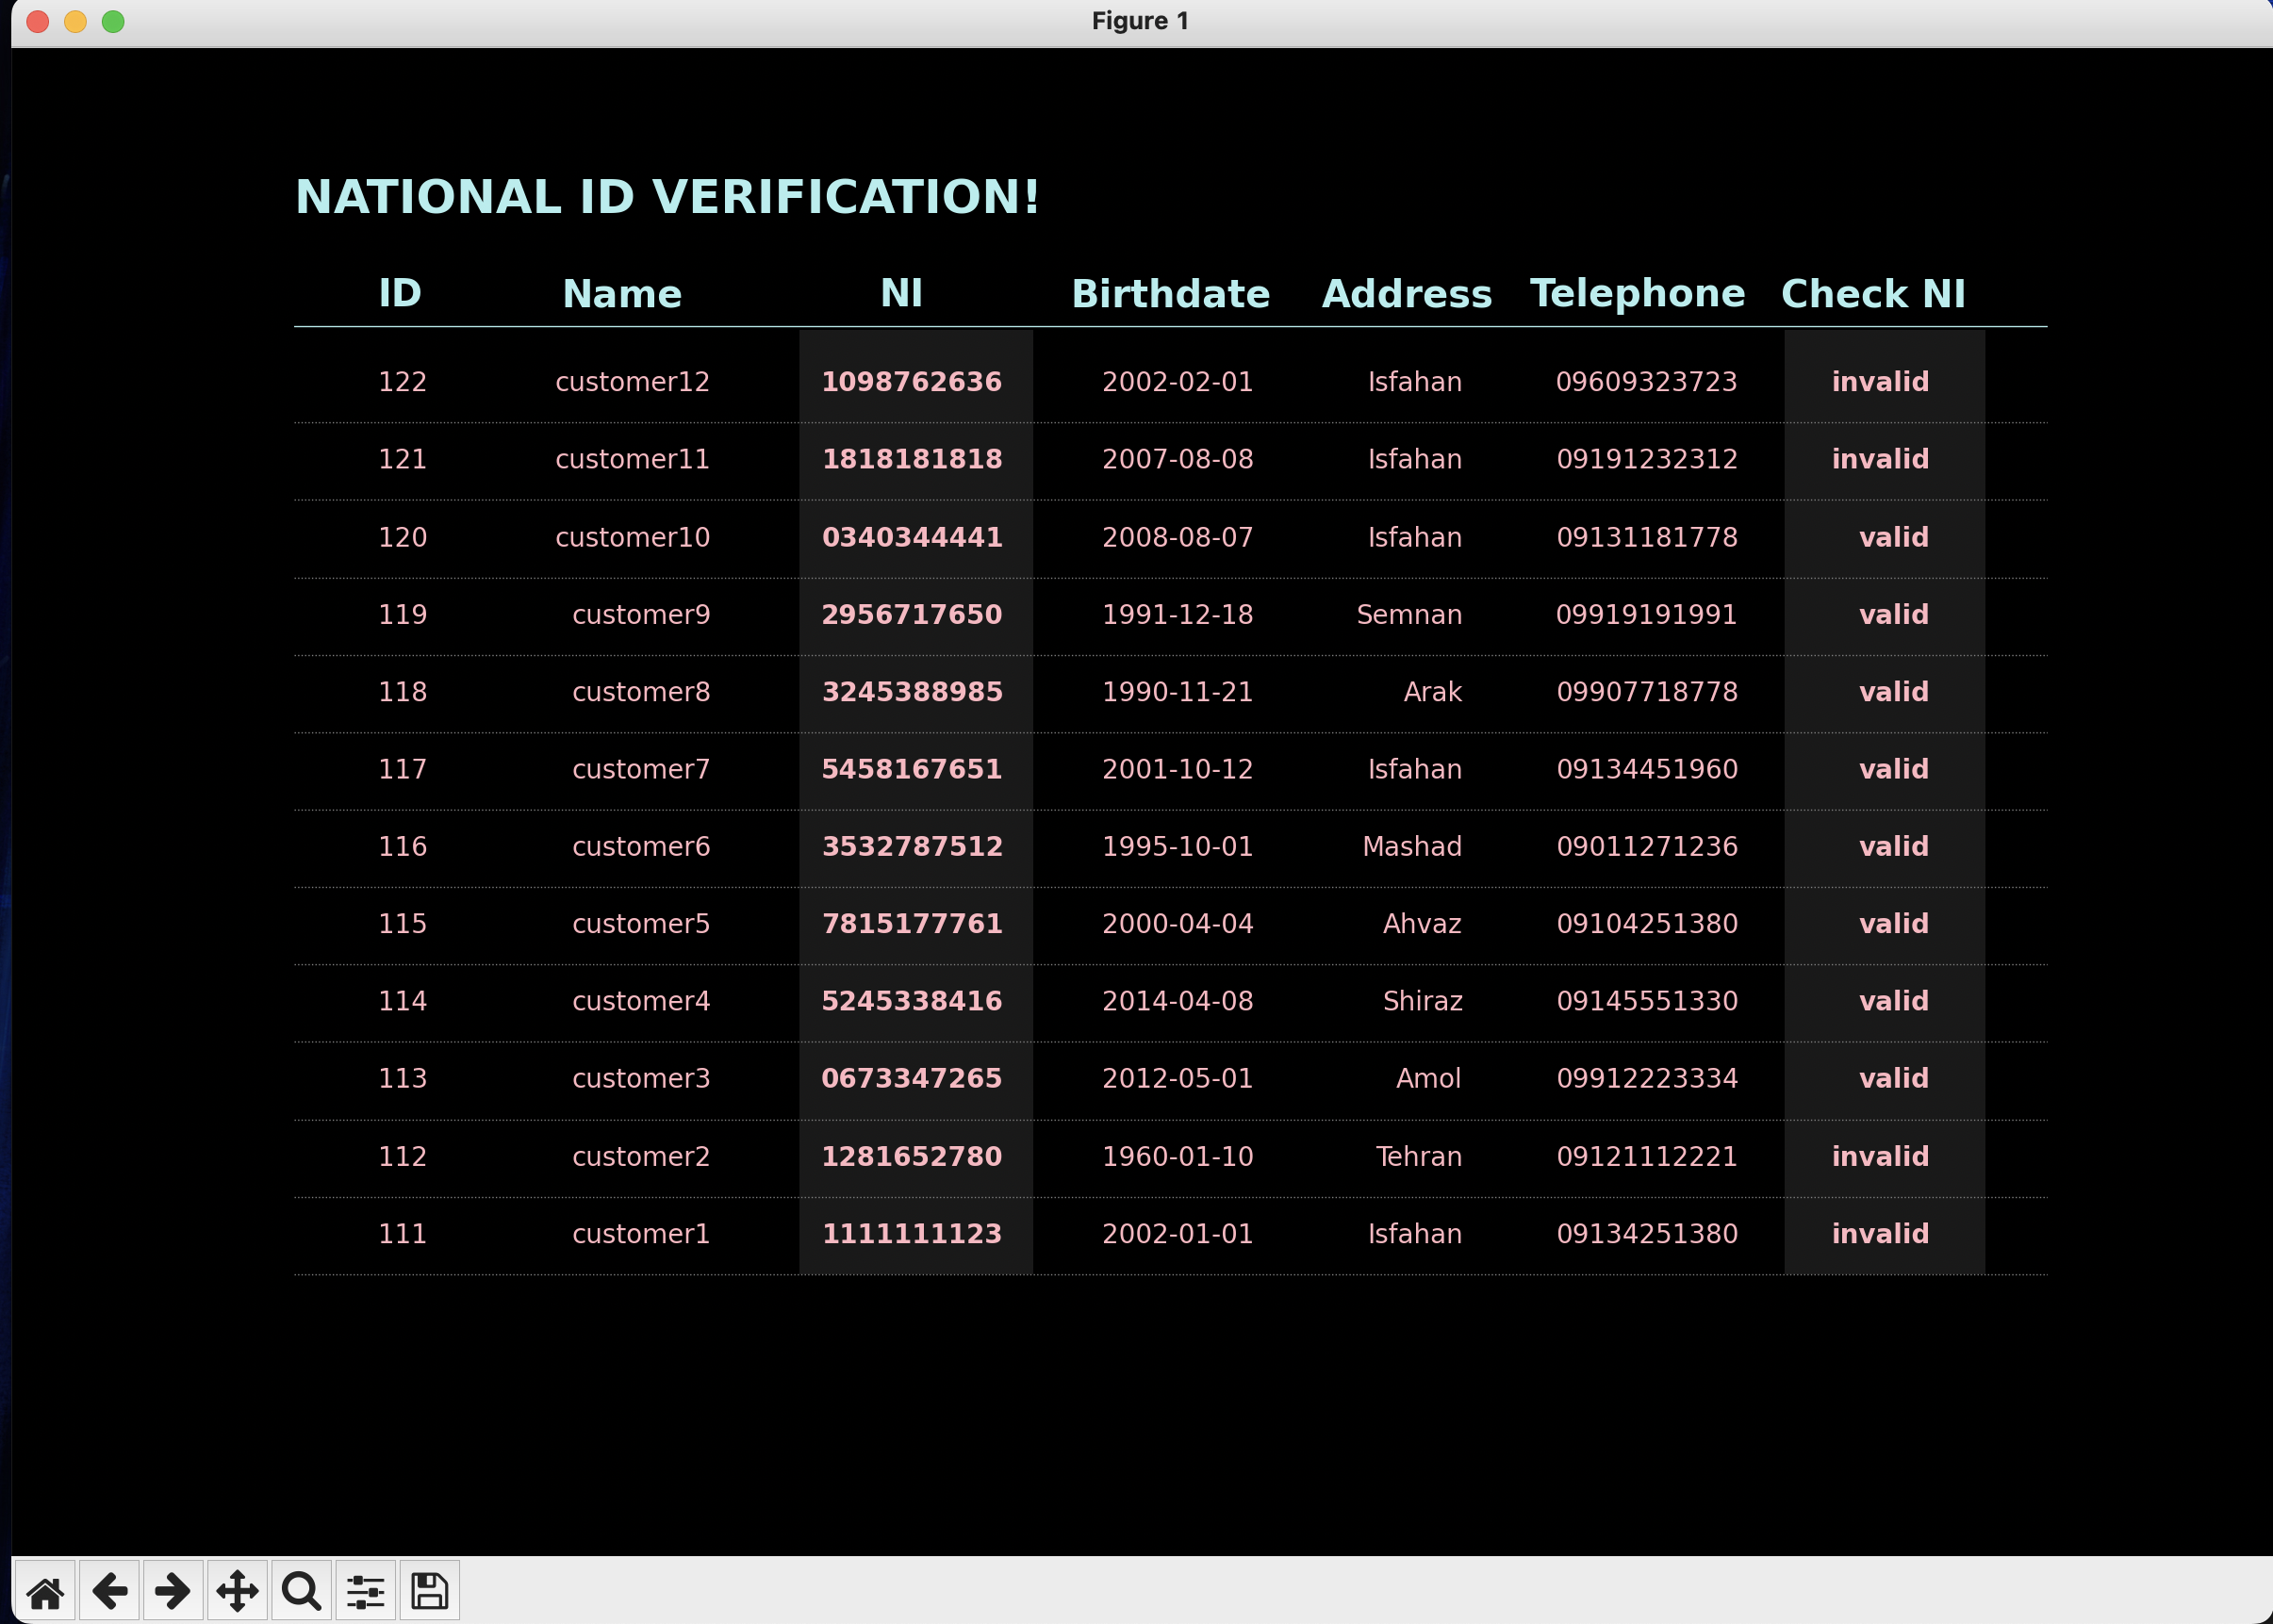 Figure 1
NATIONAL ID VERIFICATION!
ID Name NI Birthdate Address Telephone Check NI
122 customer12 1098762636 2002-02-01 Isfahan 09609323723 invalid
121 customer11 1818181818 2007-08-08 Isfahan 09191232312 invalid
120 customer10 0340344441 2008-08-07 Isfahan 09131181778 valid
119 customer9 2956717650 1991-12-18 Semnan 09919191991 valid
118 customer8 3245388985 1990-11-21 Arak 09907718778 valid
117 customer7 5458167651 2001-10-12 Isfahan 09134451960 valid
116 customer6 3532787512 1995-10-01 Mashad 09011271236 valid
115 customer5 7815177761 2000-04-04 Ahvaz 09104251380 valid
114 customer4 5245338416 2014-04-08 Shiraz 09145551330 valid
113 customer3 0673347265 2012-05-01 Amol 09912223334 valid
112 customer2 1281652780 1960-01-10 Tehran 09121112221 invalid
111 customer1 1111111123 2002-01-01 Isfahan 09134251380 invalid